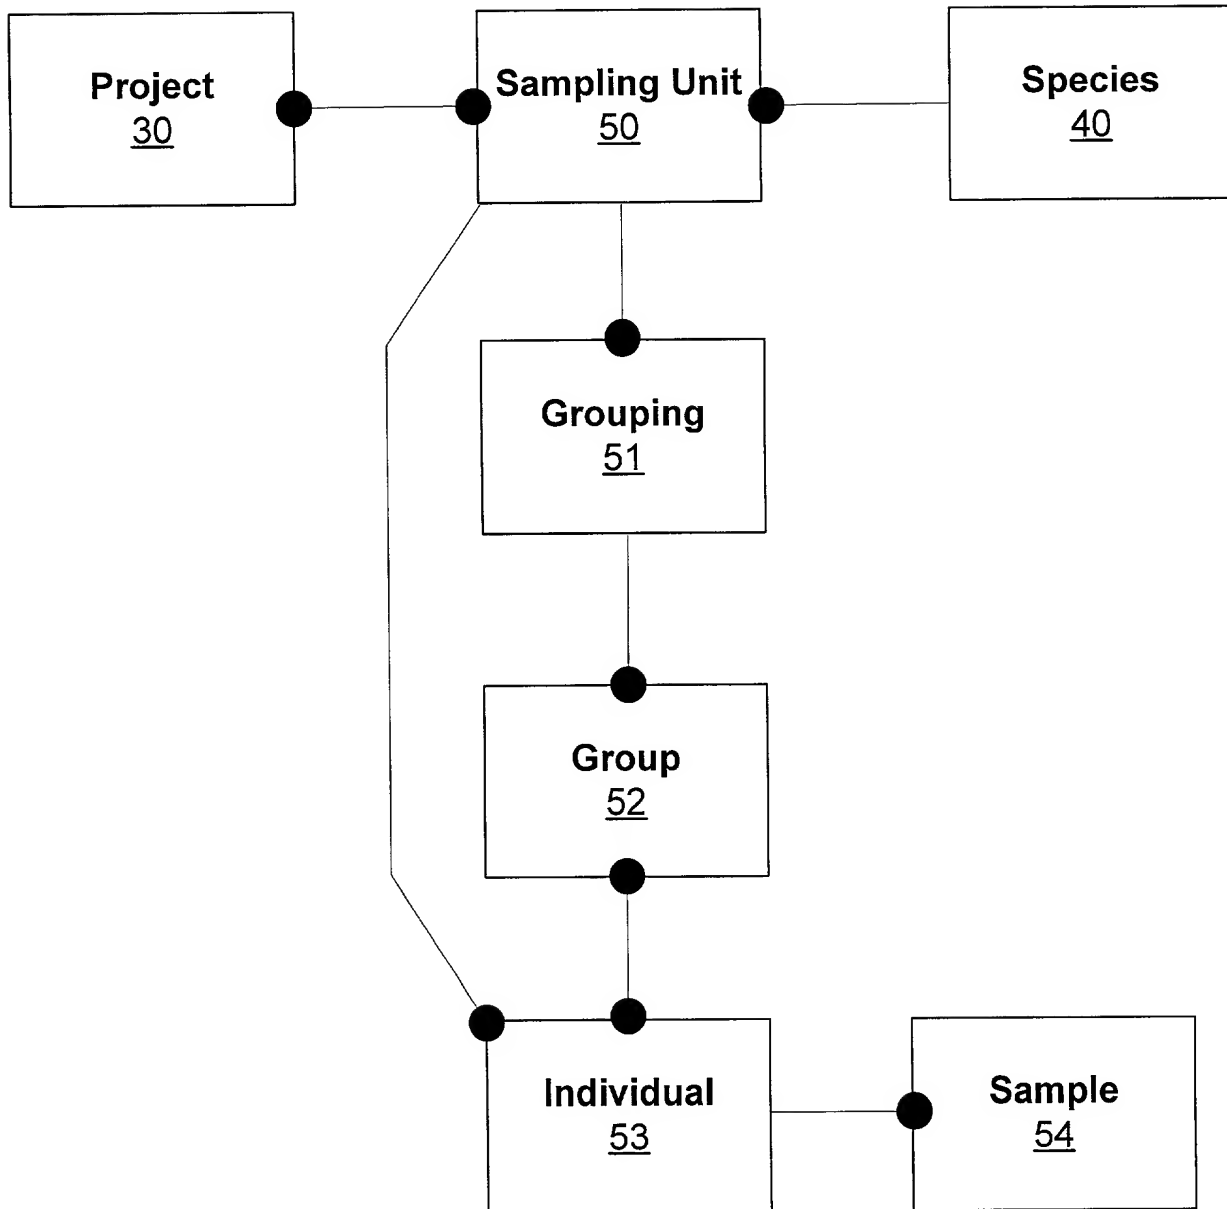 Project
30
Sampling Unit
50
Species
40
Grouping
51
Group
52
Individual
53
Sample
54